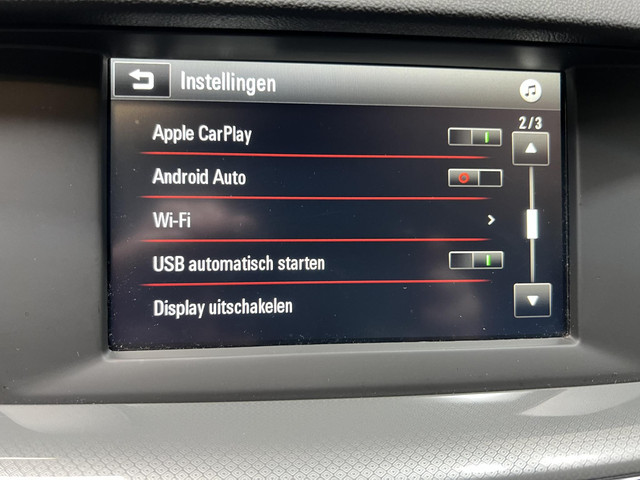 Instellingen
2/3
Apple CarPlay
Android Auto
Wi-Fi
USB automatisch starten
Display uitschakelen